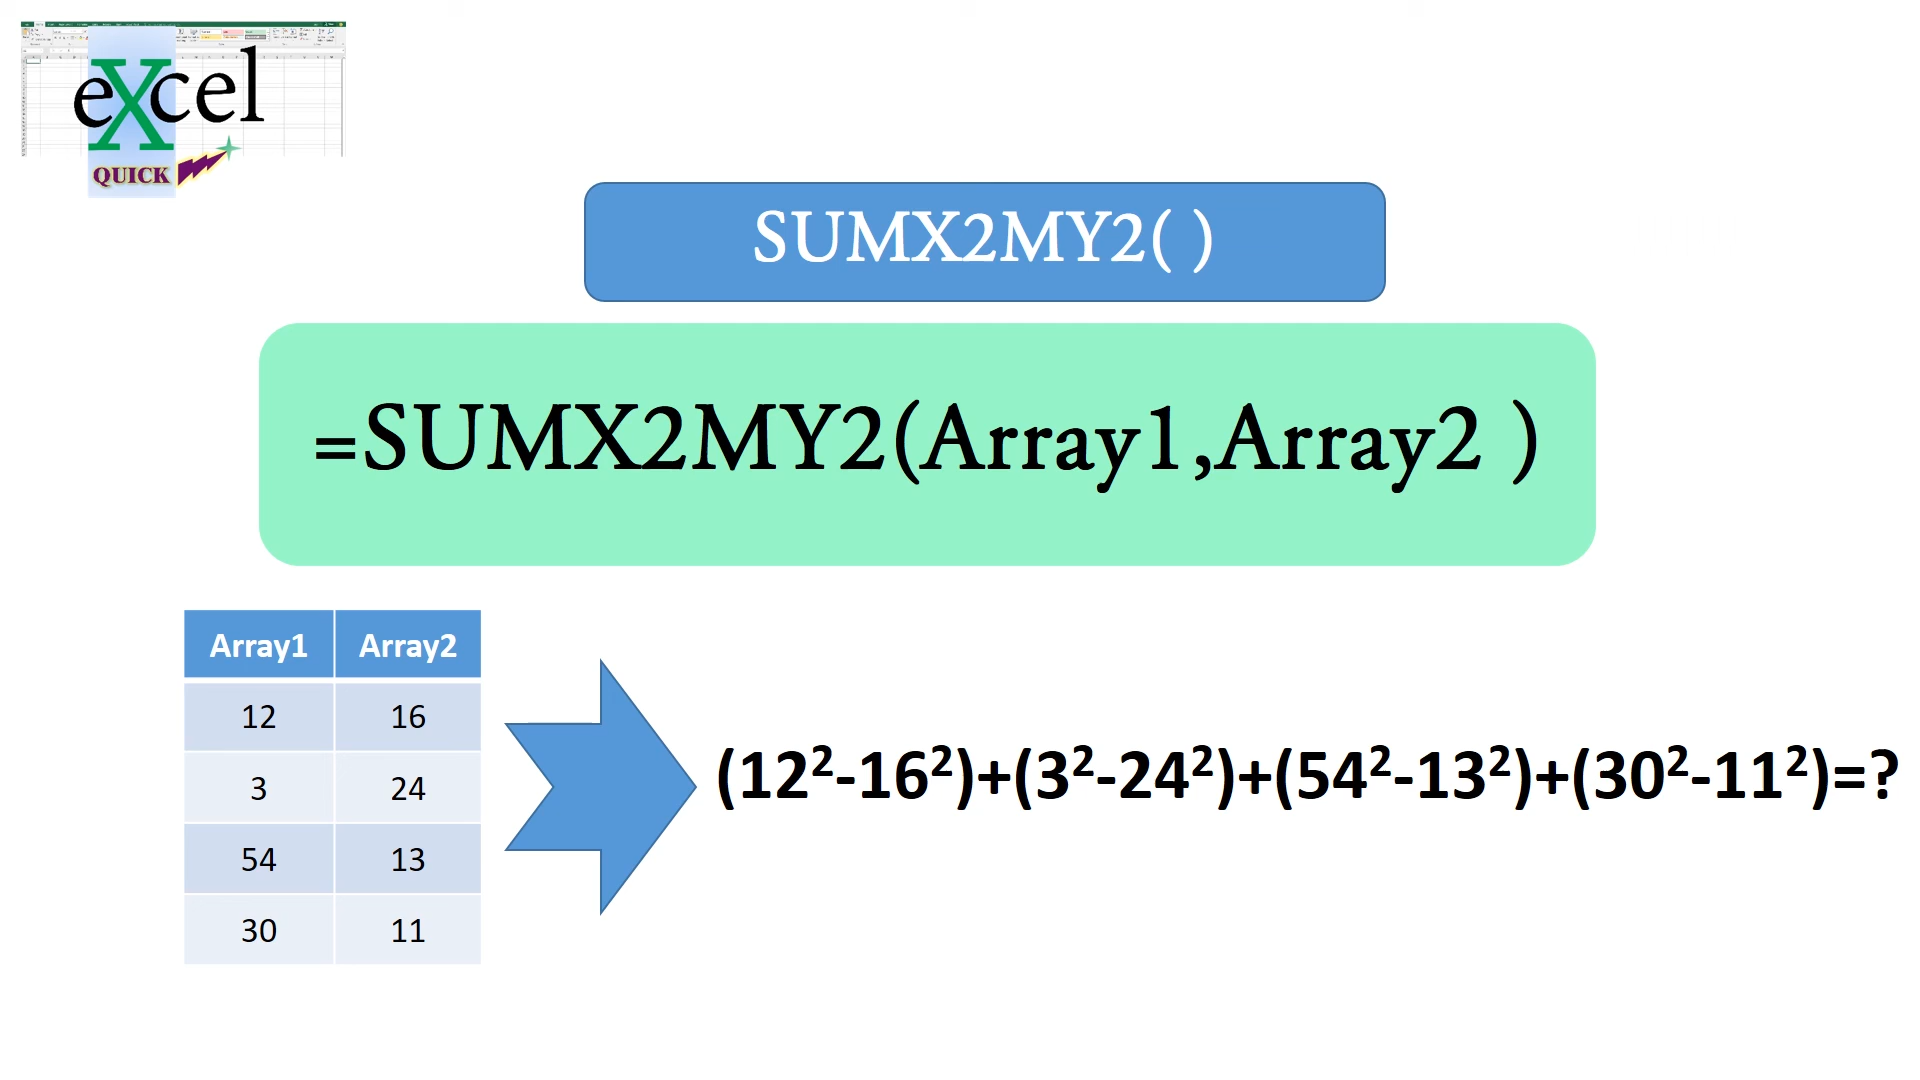 eXcel
QUICK
SUMX2MY2( )
=SUMX2MY2(Array1,Array2 )
Array1 Array2
12 16
3 24
54 13
30 11
(12²-16²)+(3²-24²)+(54²-13²)+(30²-11²)=?